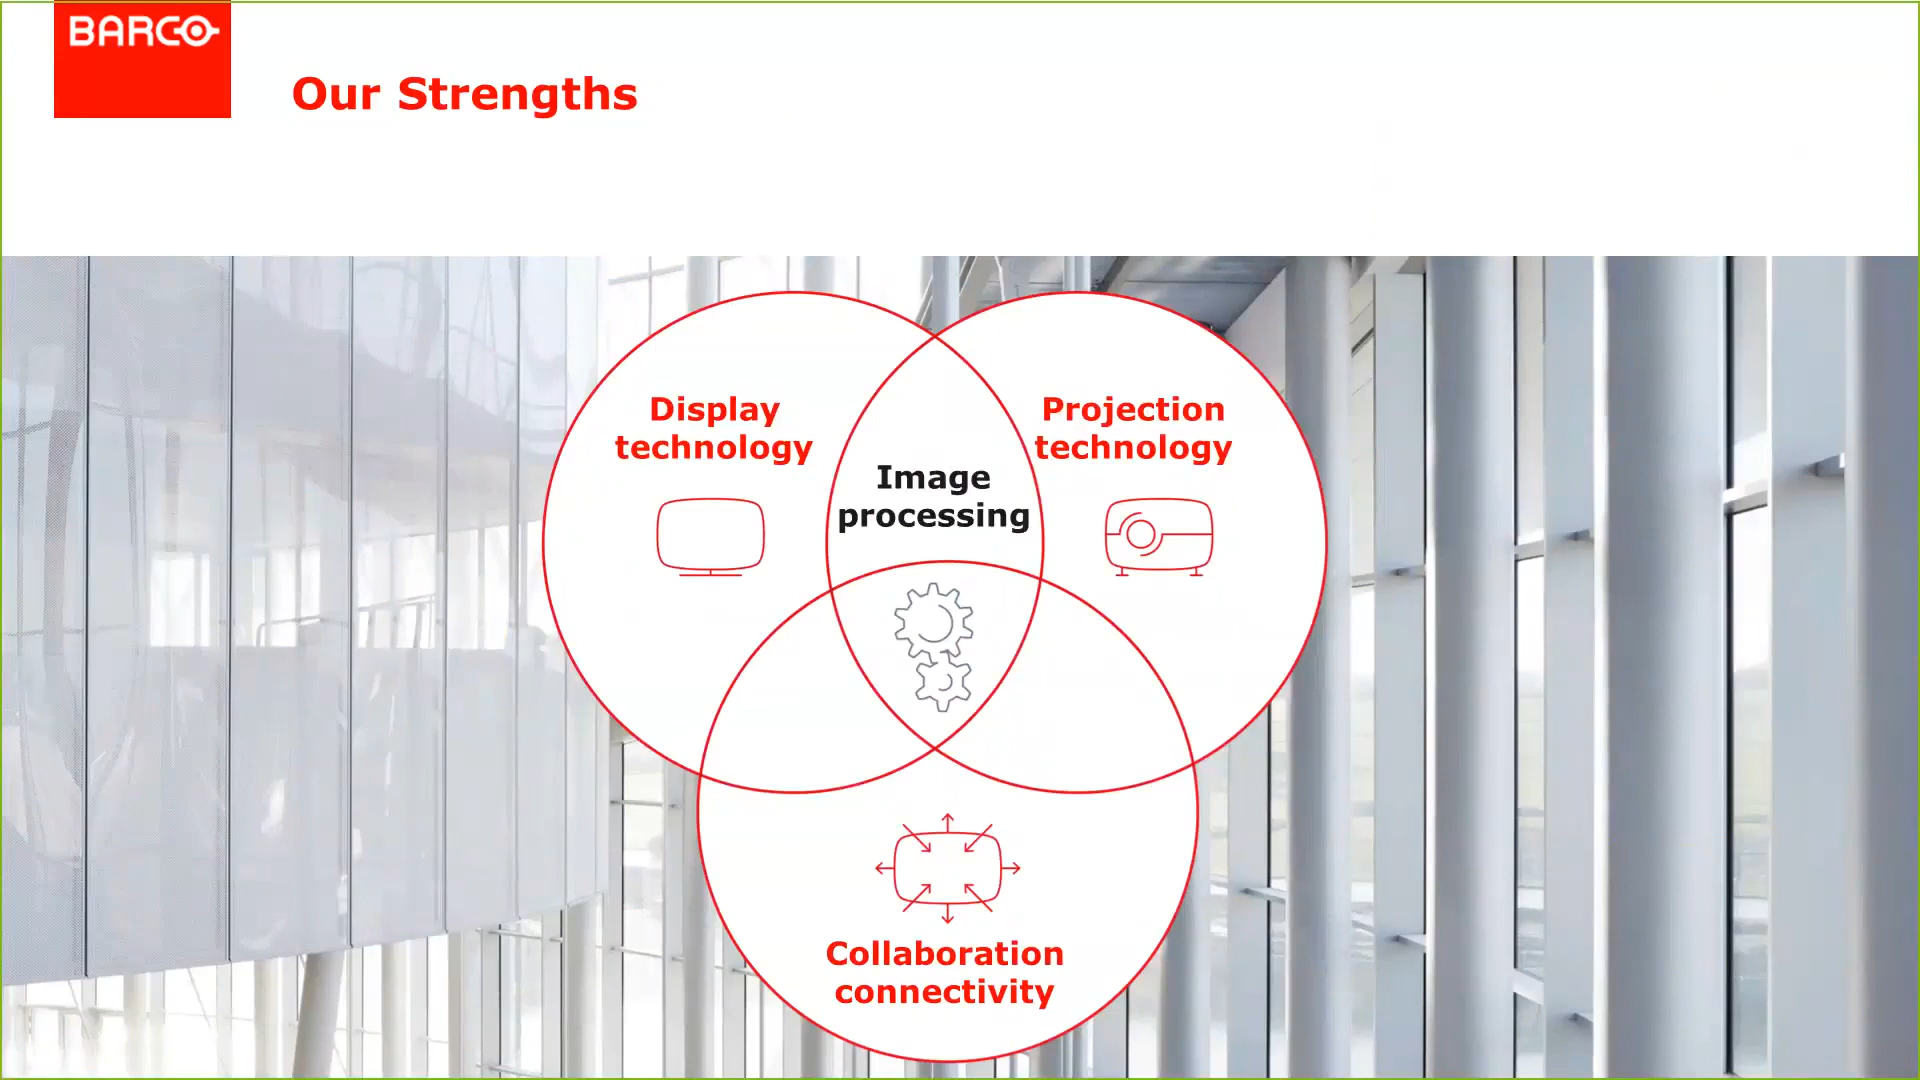 BARCO
Our Strengths
Display
technology
Projection
technology
Image
processing
Collaboration
connectivity